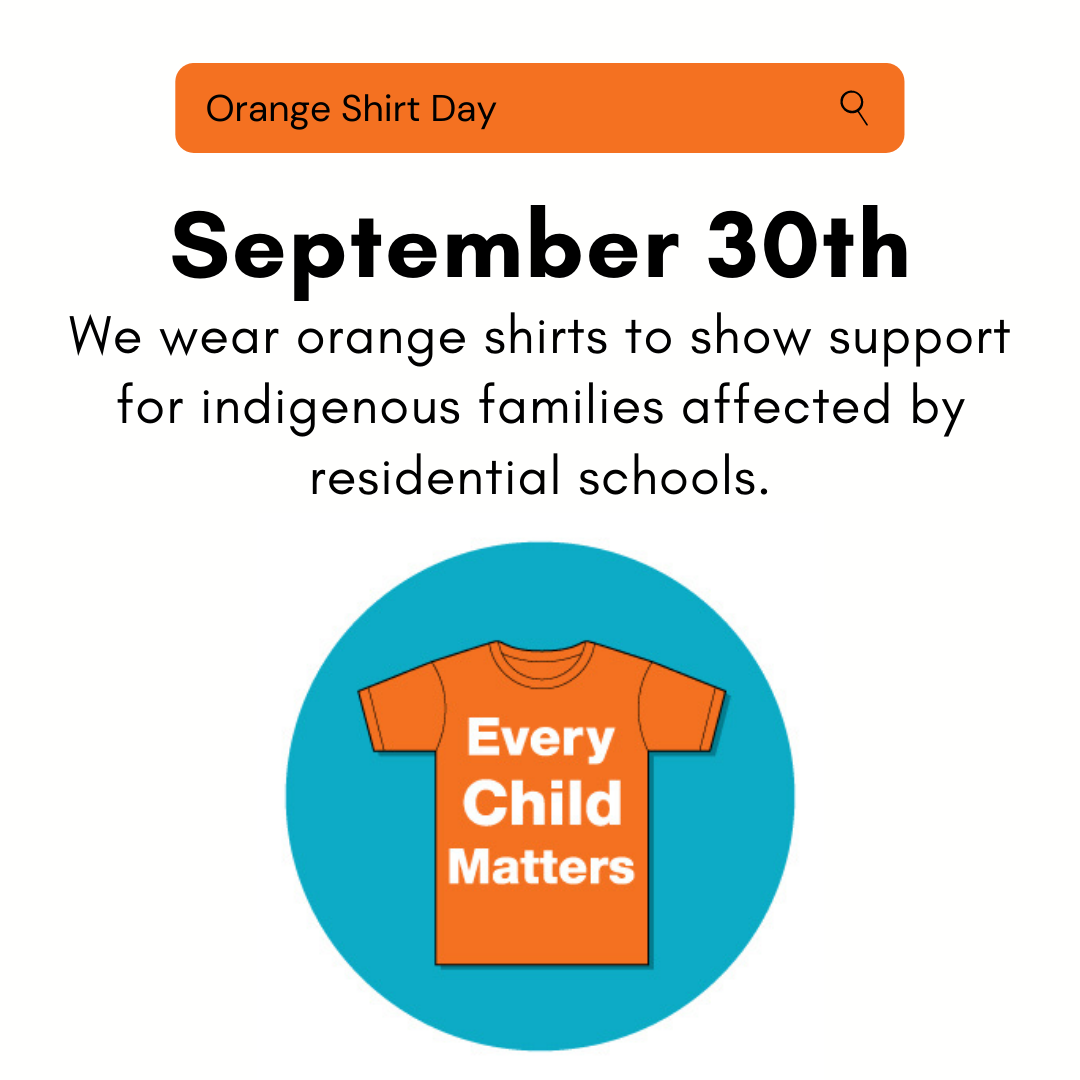 Orange Shirt Day
September 30th
We wear orange shirts to show support
for indigenous families affected by
residential schools.
Every
Child
Matters